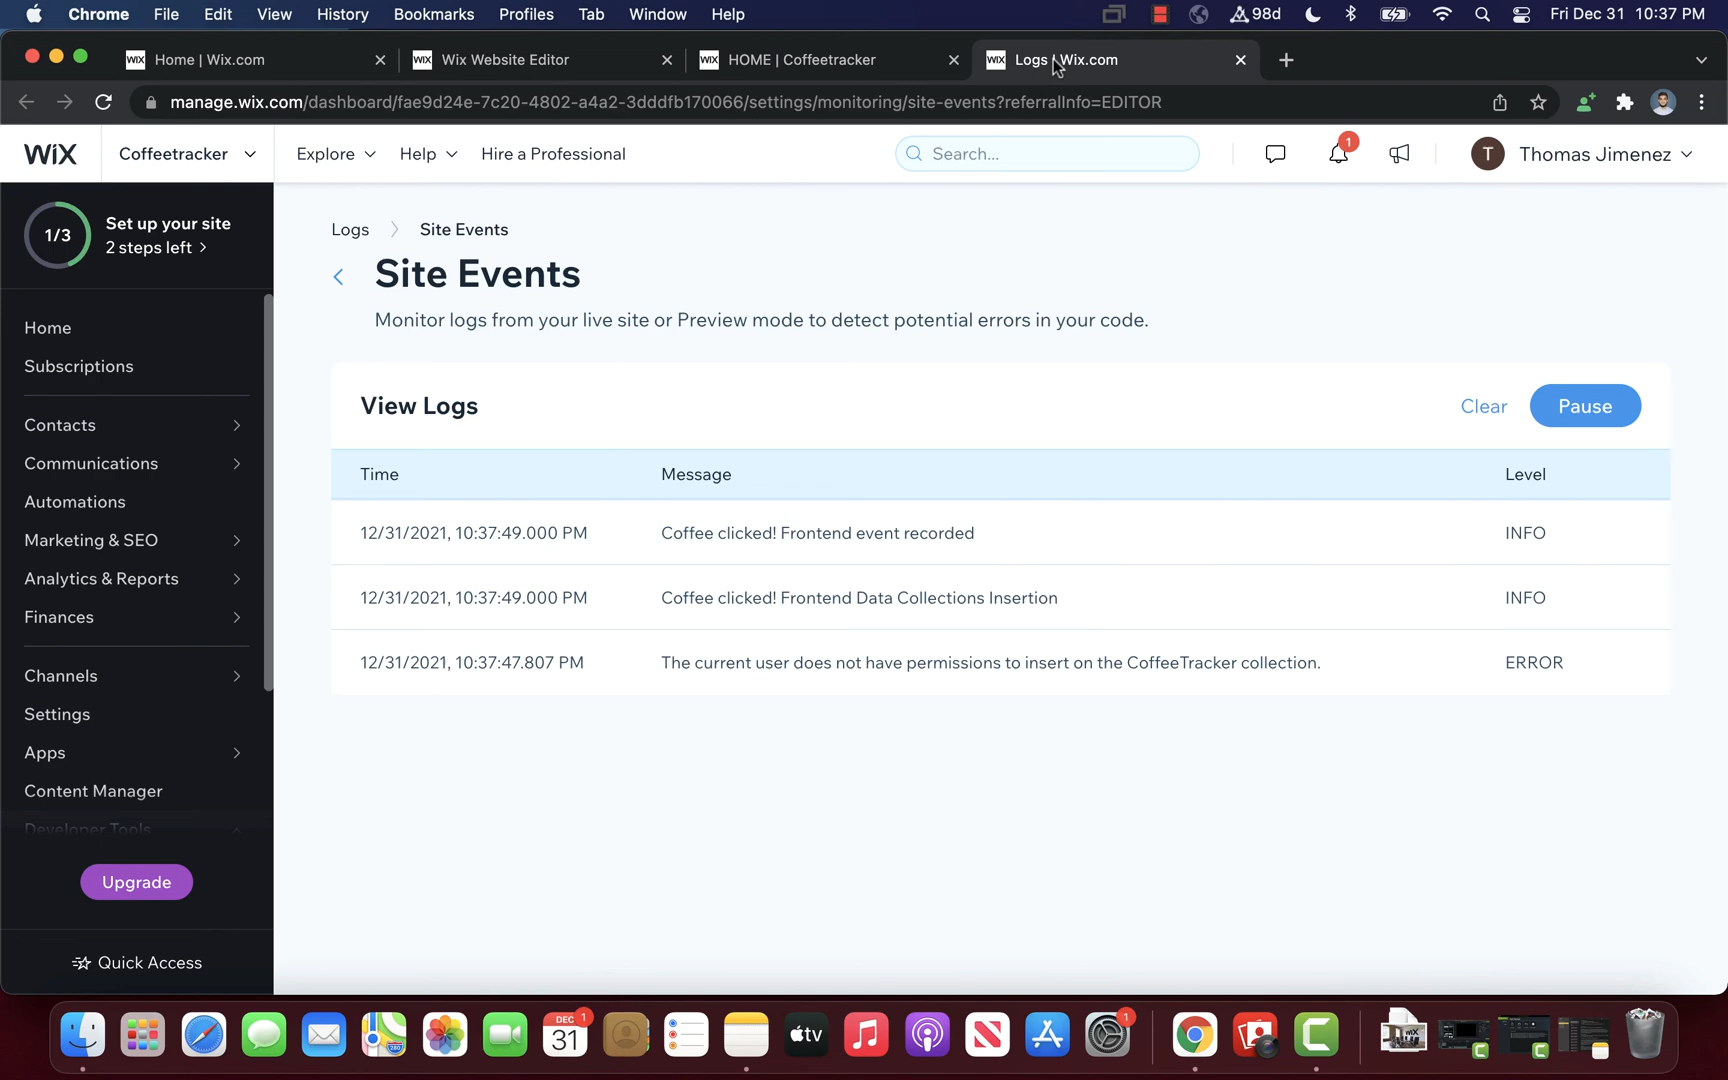 Chrome File Edit View History Bookmarks Profiles Tab Window Help 98d Fri Dec 31 10:37 PM
WIX Home | Wix.com WIX Wix Website Editor WIX HOME | Coffeetracker WIX Logs | Wix.com
manage.wix.com/dashboard/fae9d24e-7c20-4802-a4a2-3dddfb170066/settings/monitoring/site-events?referralInfo=EDITOR
WIX Coffeetracker Explore Help Hire a Professional Search... 1 T Thomas Jimenez
1/3
Set up your site
2 steps left >
Home
Subscriptions
Contacts
Communications
Automations
Marketing & SEO
Analytics & Reports
Finances
Channels
Settings
Apps
Content Manager
Developer Tools
Upgrade
Quick Access
Logs Site Events
Site Events
Monitor logs from your live site or Preview mode to detect potential errors in your code.
View Logs Clear Pause
Time Message Level
12/31/2021, 10:37:49.000 PM Coffee clicked! Frontend event recorded INFO
12/31/2021, 10:37:49.000 PM Coffee clicked! Frontend Data Collections Insertion INFO
12/31/2021, 10:37:47.807 PM The current user does not have permissions to insert on the CoffeeTracker collection. ERROR
DEC 1
31
280
tv
1
WIX